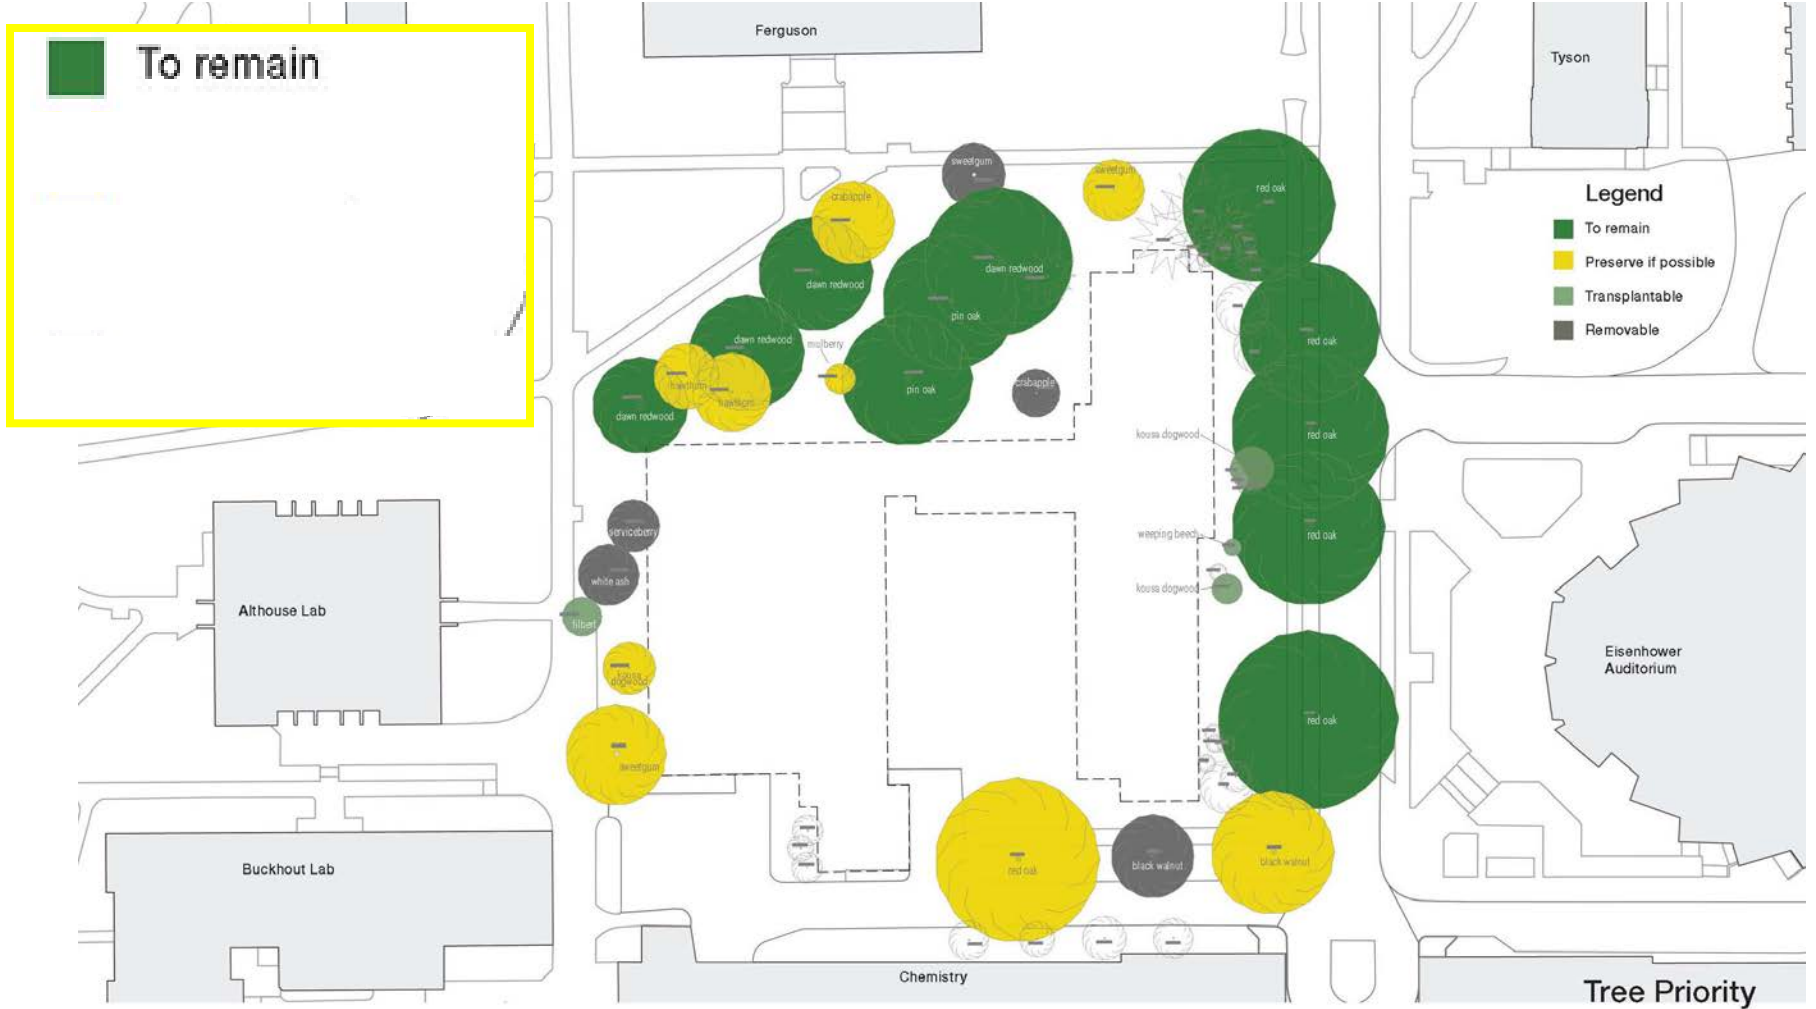 To remain
Ferguson
Tyson
Legend
To remain
Preserve if possible
Transplantable
Removable
sweetgum
sweetgum
red oak
crabapple
dawn redwood
dawn redwood
pin oak
dawn redwood
mulberry
red oak
pin oak
crabapple
hawthorn
hawthorn
dawn redwood
kousa dogwood
red oak
serviceberry
weeping beech
red oak
white ash
kousa dogwood
filbert
Althouse Lab
Eisenhower
Auditorium
kousa
dogwood
red oak
sweetgum
Buckhout Lab
red oak
black walnut
black walnut
Chemistry
Tree Priority